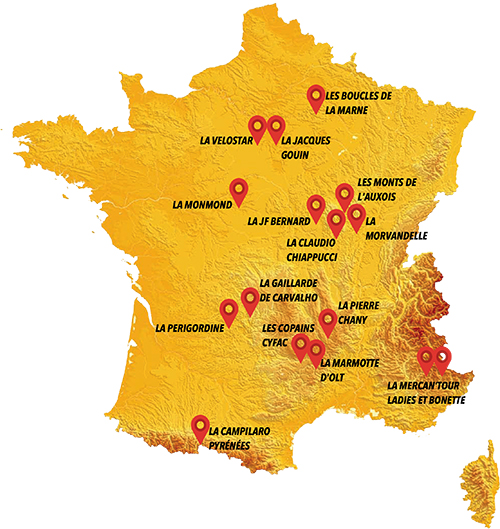 LES BOUCLES DE
LA MARNE
LA VELOSTAR
LA JACQUES
GOUIN
LES MONTS DE
L'AUXOIS
LA MONMOND
LA JF BERNARD
LA
MORVANDELLE
LA CLAUDIO
CHIAPPUCCI
LA GAILLARDE
DE CARVALHO
LA PIERRE
CHANY
LA PERIGORDINE
LES COPAINS
CYFAC
LA MARMOTTE
D'OLT
LA MERCAN'TOUR
LADIES ET BONETTE
LA CAMPILARO
PYRÉNÉES